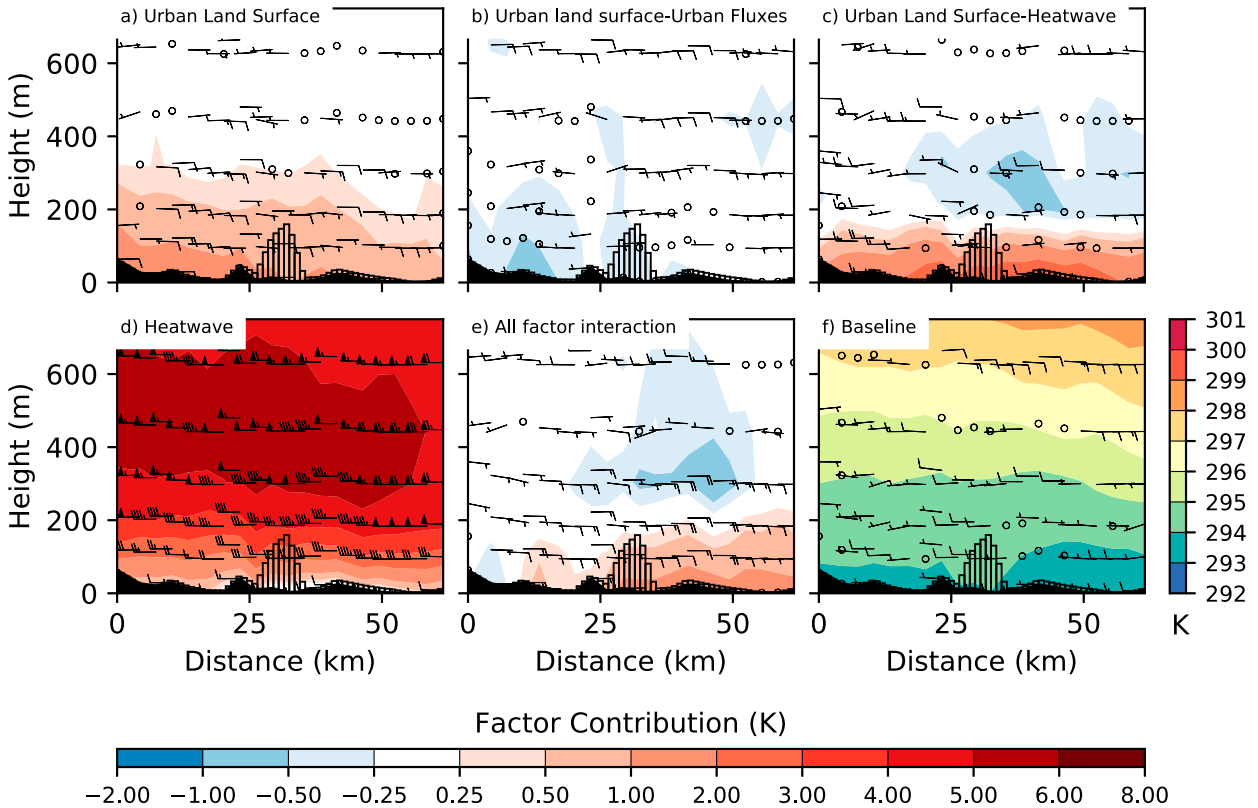 a) Urban Land Surface
b) Urban land surface-Urban Fluxes
c) Urban Land Surface-Heatwave
Height (m)
600
400
200
0
d) Heatwave
e) All factor interaction
f) Baseline
Height (m)
600
400
200
0
0 25 50
0 25 50
0 25 50
Distance (km)
Distance (km)
Distance (km)
301
300
299
298
297
296
295
294
293
292
K
Factor Contribution (K)
−2.00 −1.00 −0.50 −0.25 0.25 0.50 1.00 2.00 3.00 4.00 5.00 6.00 8.00